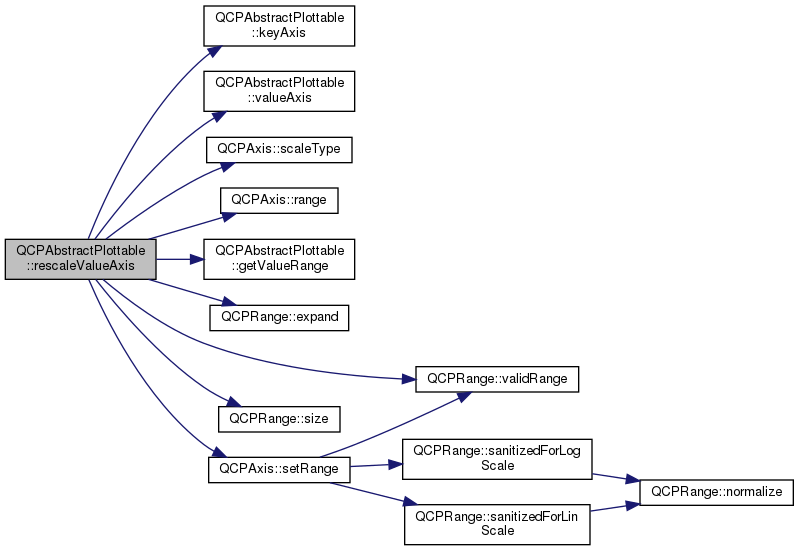 QCPAbstractPlottable
::keyAxis
QCPAbstractPlottable
::valueAxis
QCPAxis::scaleType
QCPAxis::range
QCPAbstractPlottable
::rescaleValueAxis
QCPAbstractPlottable
::getValueRange
QCPRange::expand
QCPRange::validRange
QCPRange::size
QCPAxis::setRange
QCPRange::sanitizedForLog
Scale
QCPRange::normalize
QCPRange::sanitizedForLin
Scale